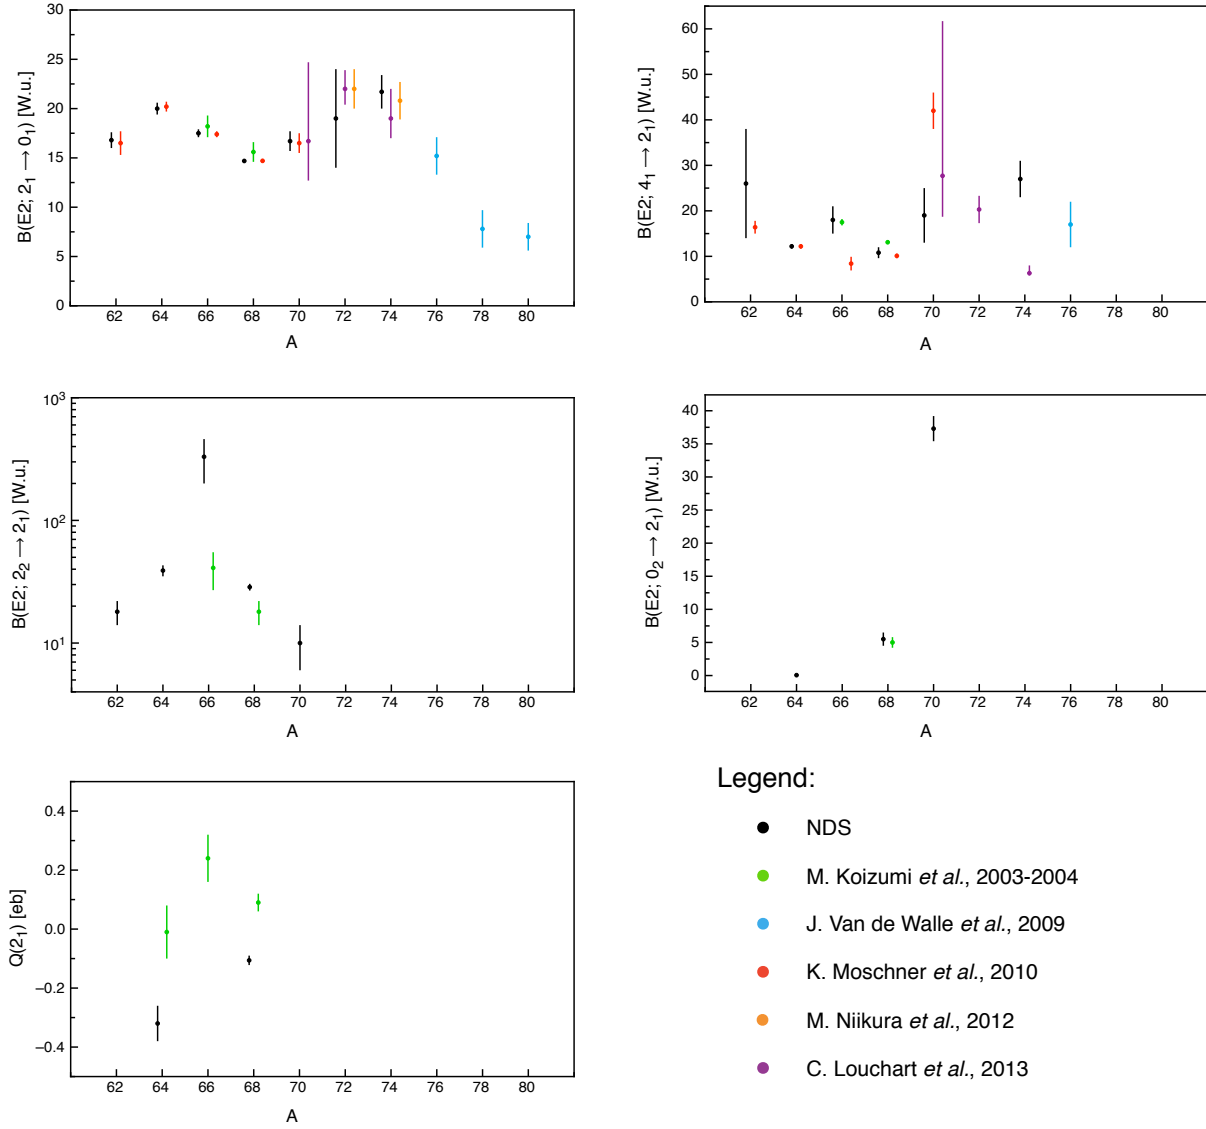 30
25
20
15
10
5
0
B(E2; 2₁ → 0₁) [W.u.]
62 64 66 68 70 72 74 76 78 80
A
60
50
40
30
20
10
0
B(E2; 4₁ → 2₁) [W.u.]
62 64 66 68 70 72 74 76 78 80
A
10³
10²
10¹
B(E2; 2₂ → 2₁) [W.u.]
62 64 66 68 70 72 74 76 78 80
A
40
35
30
25
20
15
10
5
0
B(E2; 0₂ → 2₁) [W.u.]
62 64 66 68 70 72 74 76 78 80
A
0.4
0.2
0.0
−0.2
−0.4
Q(2₁) [eb]
62 64 66 68 70 72 74 76 78 80
A
Legend:
NDS
M. Koizumi et al., 2003-2004
J. Van de Walle et al., 2009
K. Moschner et al., 2010
M. Niikura et al., 2012
C. Louchart et al., 2013